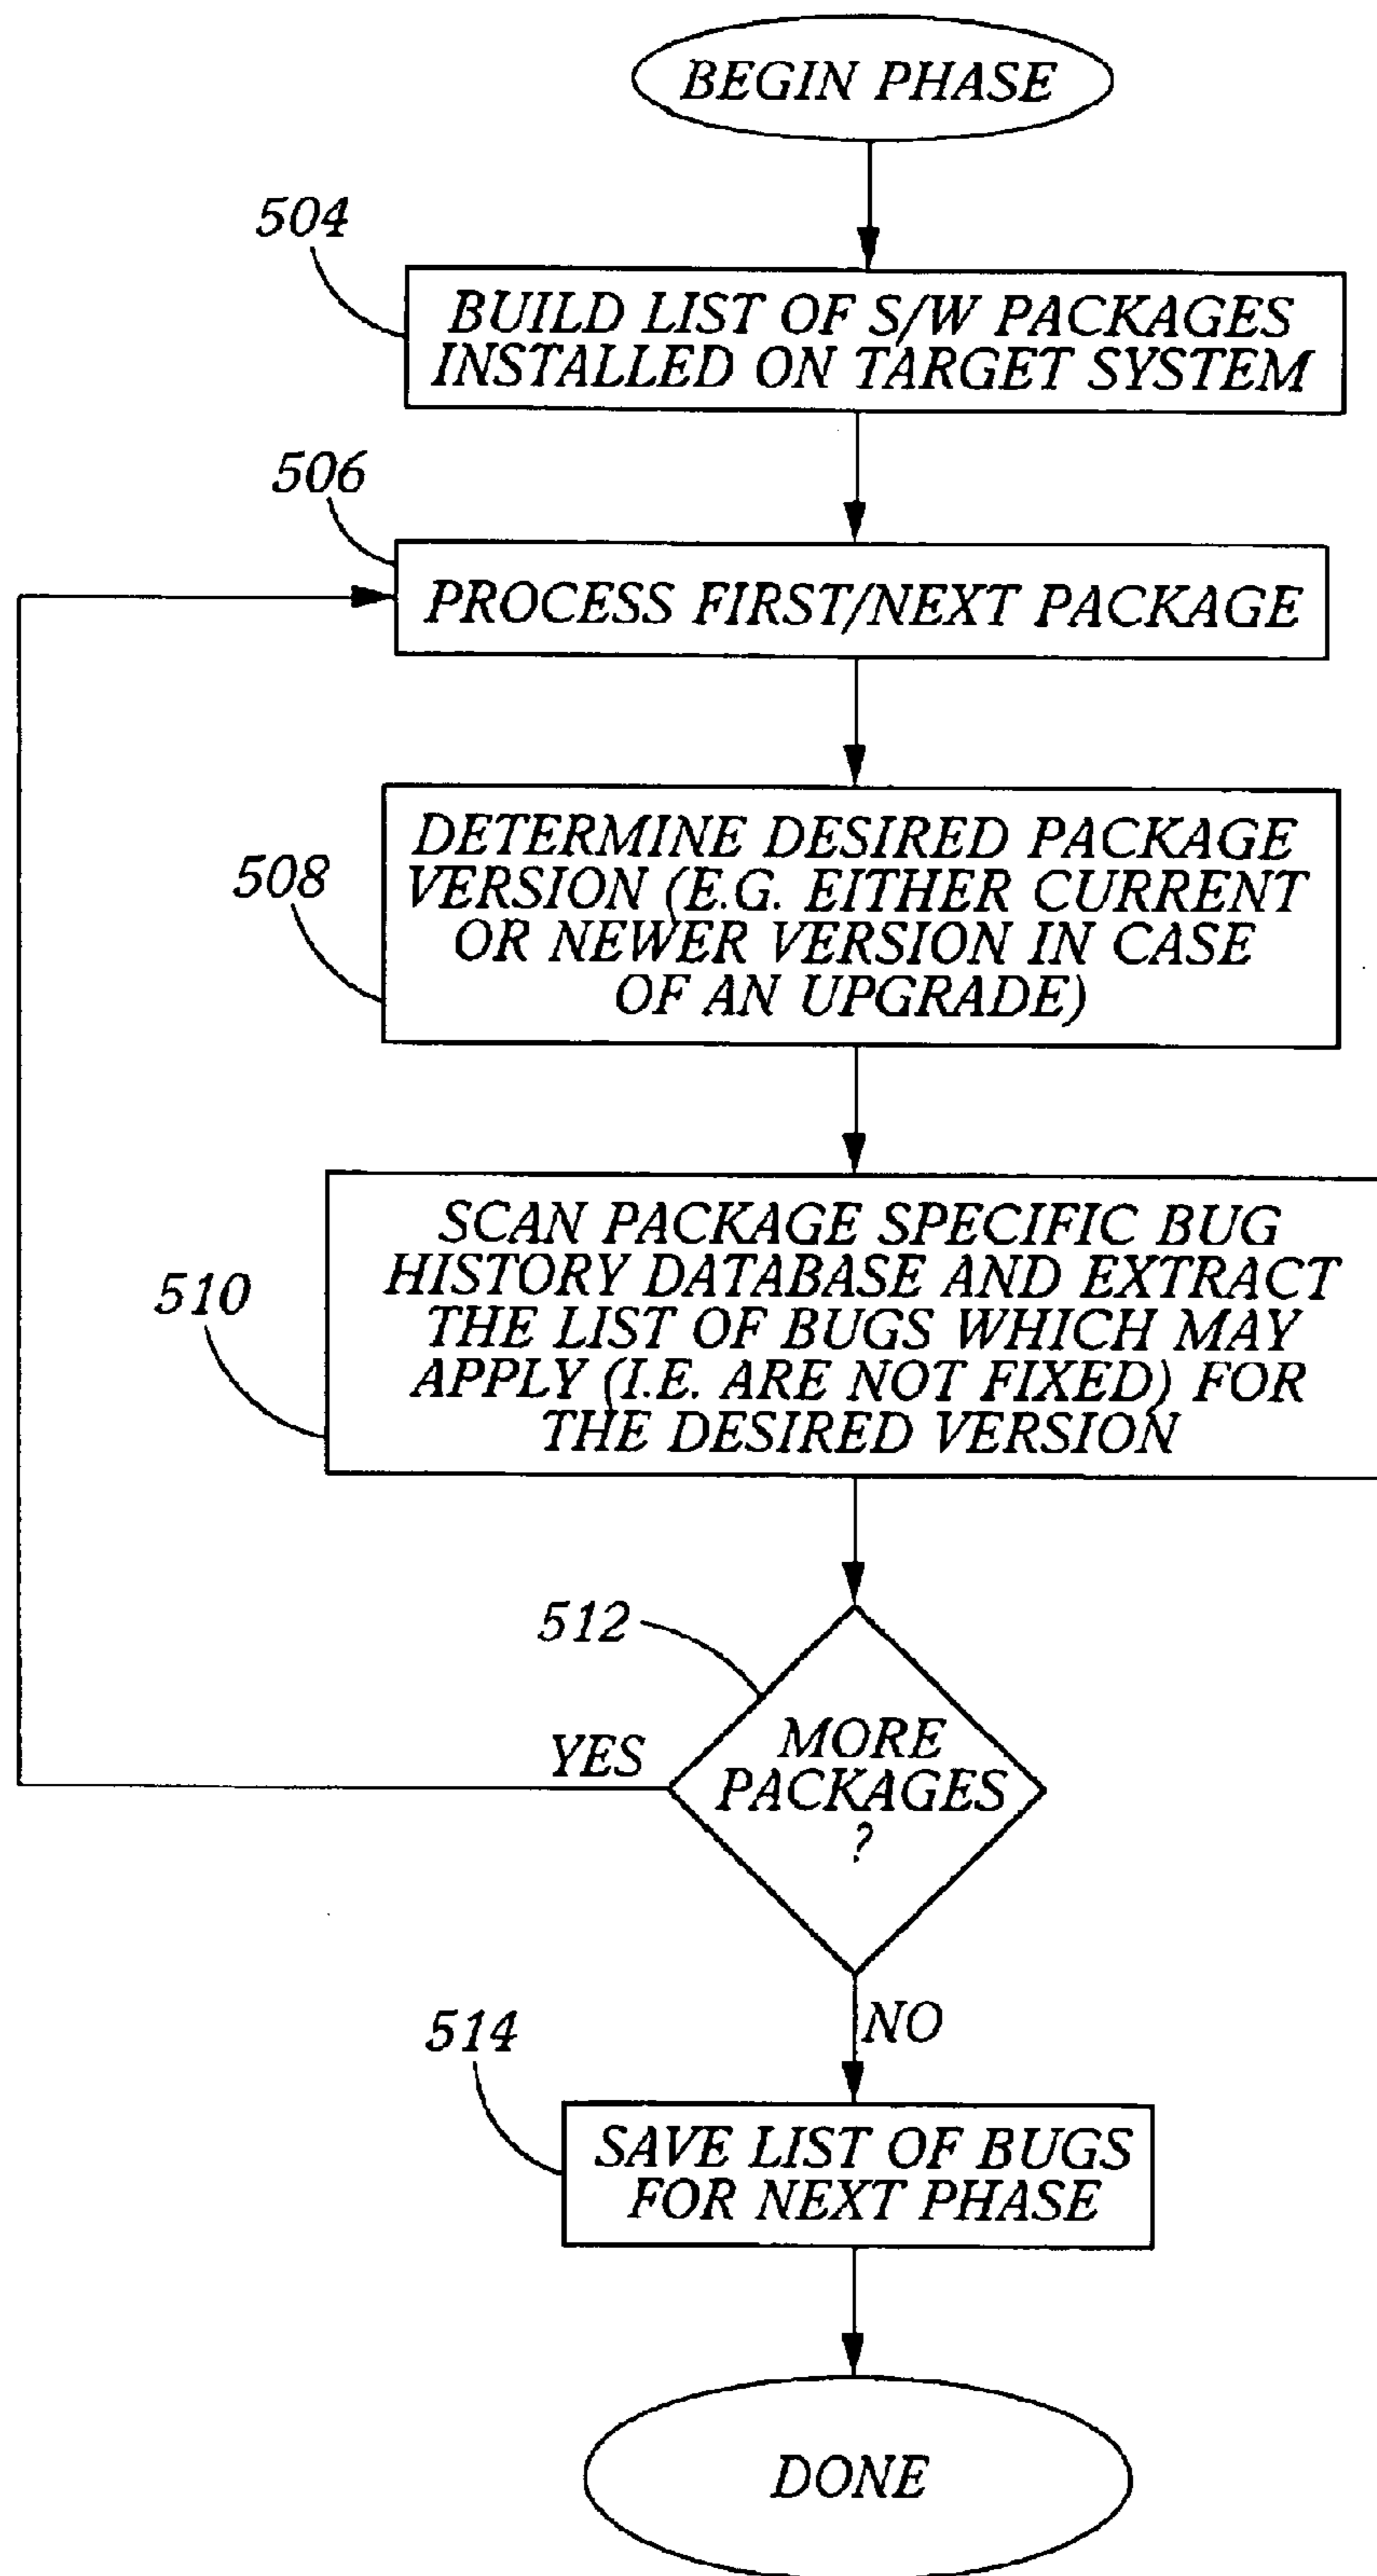 BEGIN PHASE
504
BUILD LIST OF S/W PACKAGES
INSTALLED ON TARGET SYSTEM
506
PROCESS FIRST/NEXT PACKAGE
508
DETERMINE DESIRED PACKAGE
VERSION (E.G. EITHER CURRENT
OR NEWER VERSION IN CASE
OF AN UPGRADE)
510
SCAN PACKAGE SPECIFIC BUG
HISTORY DATABASE AND EXTRACT
THE LIST OF BUGS WHICH MAY
APPLY (I.E. ARE NOT FIXED) FOR
THE DESIRED VERSION
512
YES
MORE
PACKAGES
?
NO
514
SAVE LIST OF BUGS
FOR NEXT PHASE
DONE